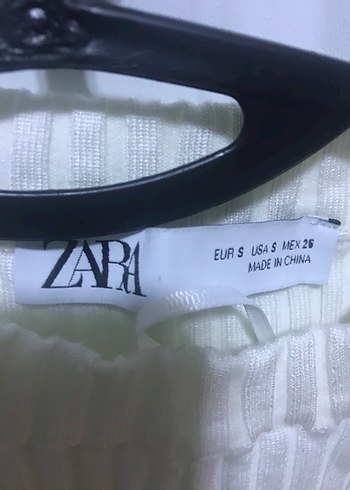 ZARA
EUR S USA S MEX 26
MADE IN CHINA